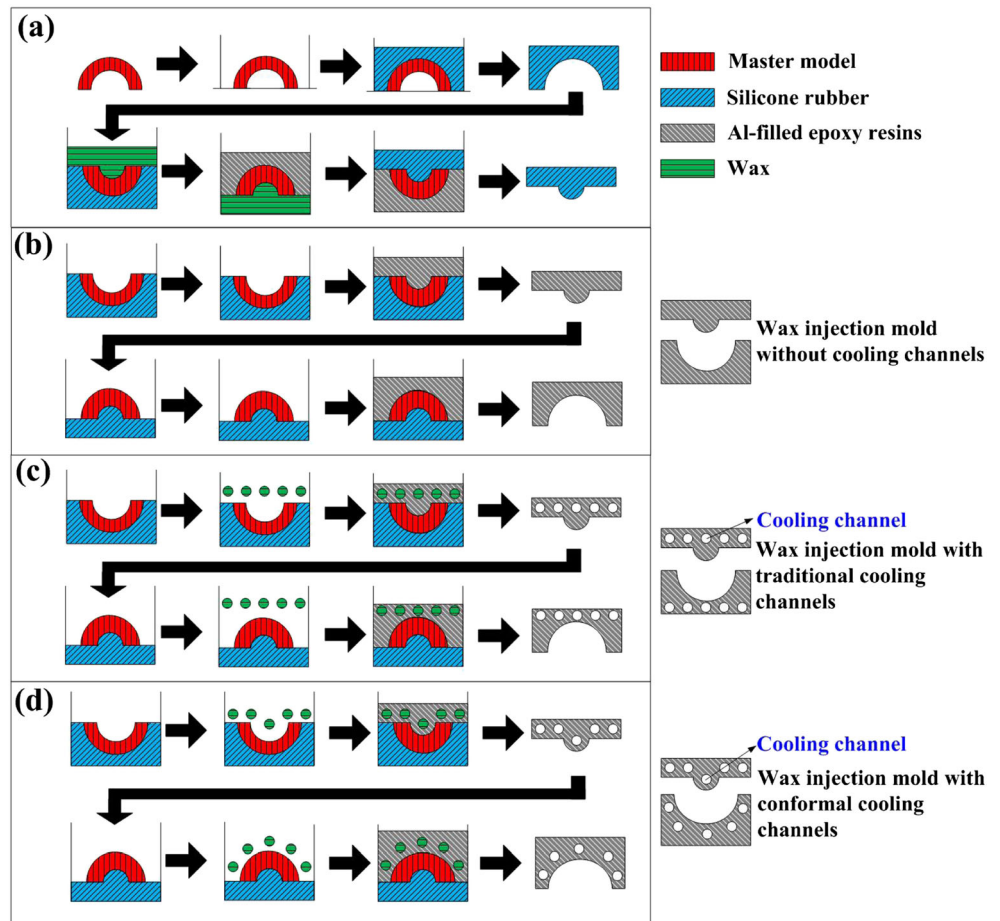 (a)
Master model
Silicone rubber
Al-filled epoxy resins
Wax
(b)
Wax injection mold
without cooling channels
(c)
Cooling channel
Wax injection mold with
traditional cooling
channels
(d)
Cooling channel
Wax injection mold with
conformal cooling
channels